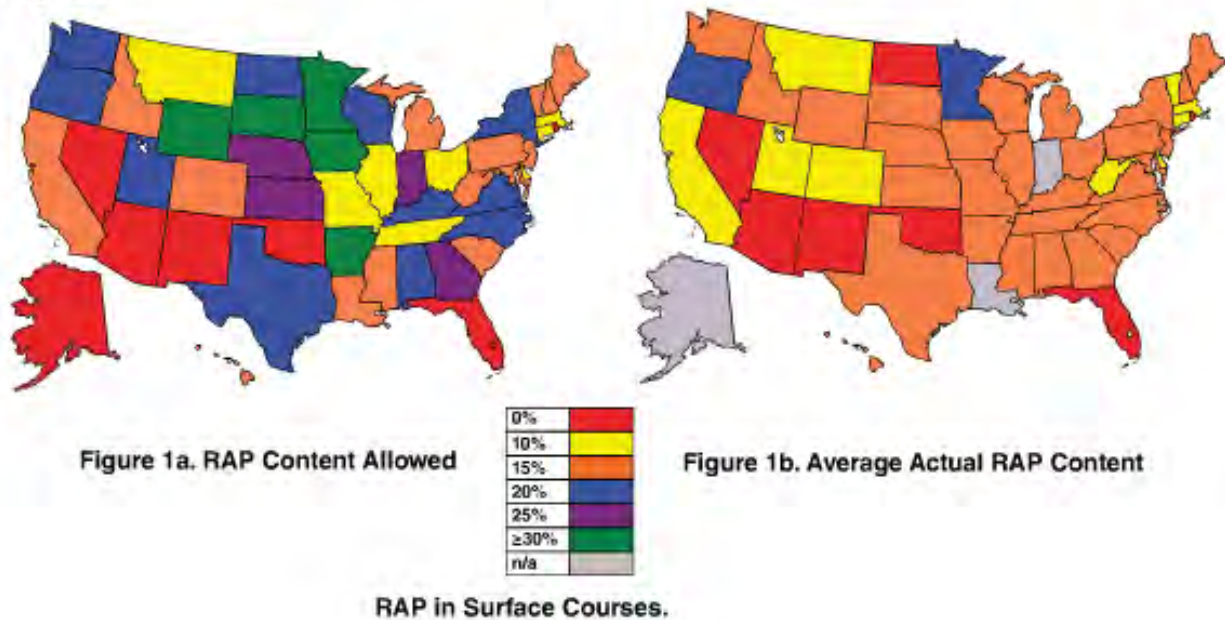 Figure 1a. RAP Content Allowed
0%
10%
15%
20%
25%
≥30%
n/a
Figure 1b. Average Actual RAP Content
RAP in Surface Courses.